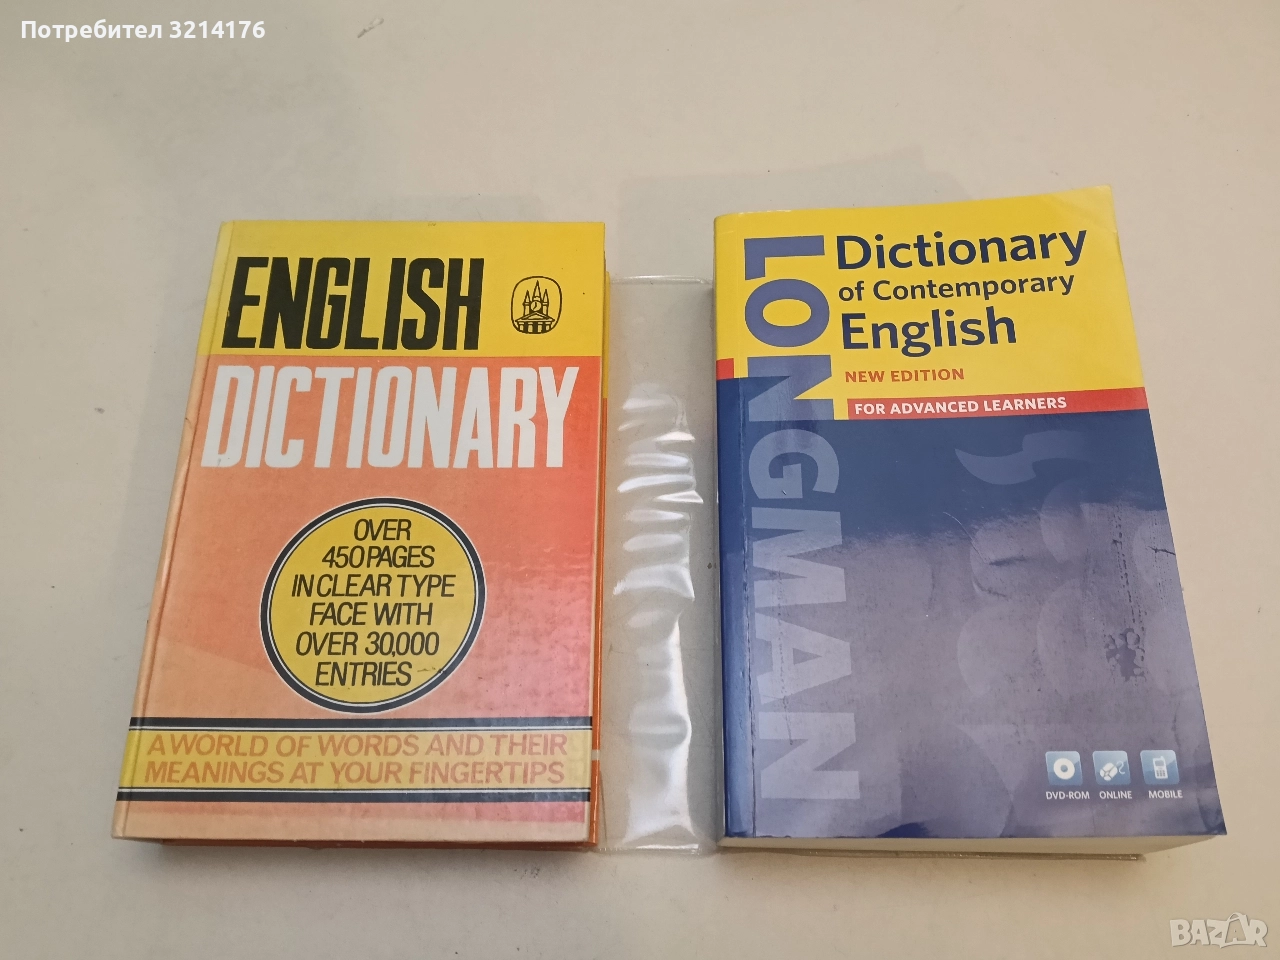 Потребител 3214176
ENGLISH
DICTIONARY
OVER
450 PAGES
IN CLEAR TYPE
FACE WITH
OVER 30,000
ENTRIES
A WORLD OF WORDS AND THEIR
MEANINGS AT YOUR FINGERTIPS
LONGMAN
Dictionary
of Contemporary
English
NEW EDITION
FOR ADVANCED LEARNERS
DVD-ROM ONLINE MOBILE
BAZAR